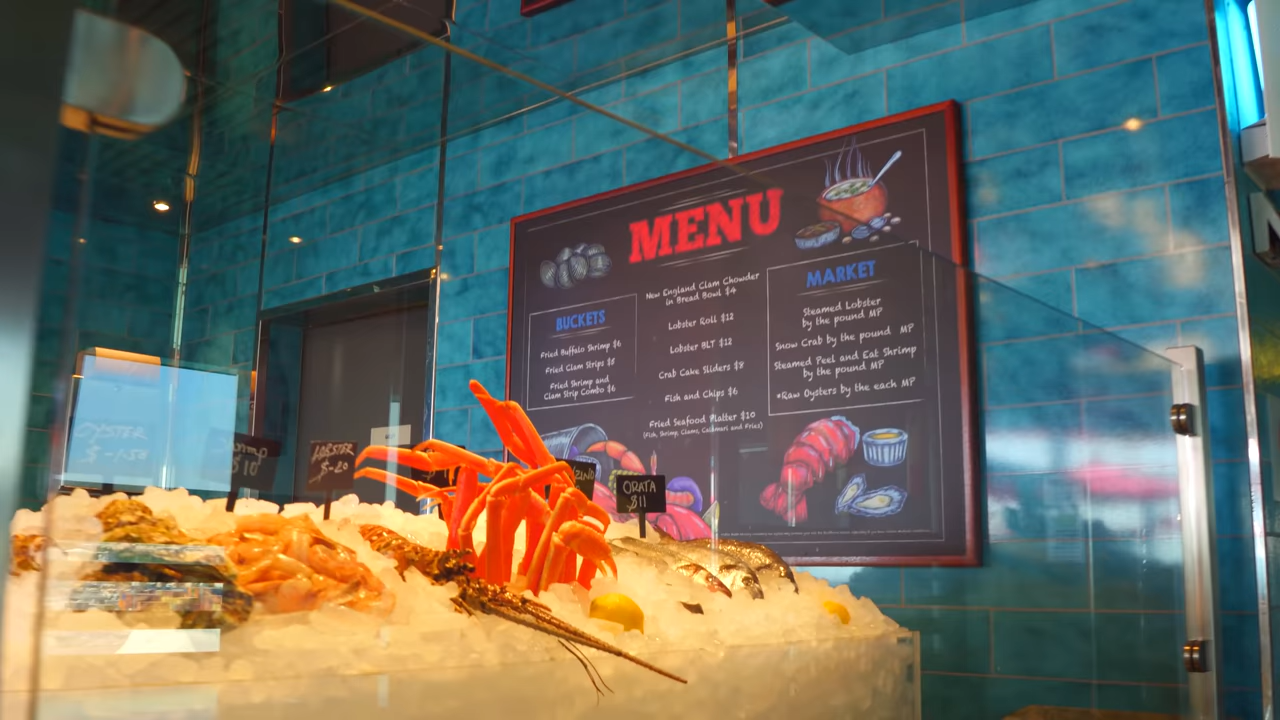 MENU
New England Clam Chowder
in Bread Bowl $4
Lobster Roll $12
Lobster BLT $12
Crab Cake Sliders $8
Fish and Chips $6
Fried Seafood Platter $10
(Fish, Shrimp, Clams, Calamari and Fries)
BUCKETS
Fried Buffalo Shrimp $6
Fried Clam Strips $8
Fried Shrimp and
Clam Strip Combo $6
MARKET
Steamed Lobster
by the pound MP
Snow Crab by the pound MP
Steamed Peel and Eat Shrimp
by the pound MP
*Raw Oysters by the each MP
OYSTER
$-1.50
$10
LOBSTER
$-20
ORATA
$11